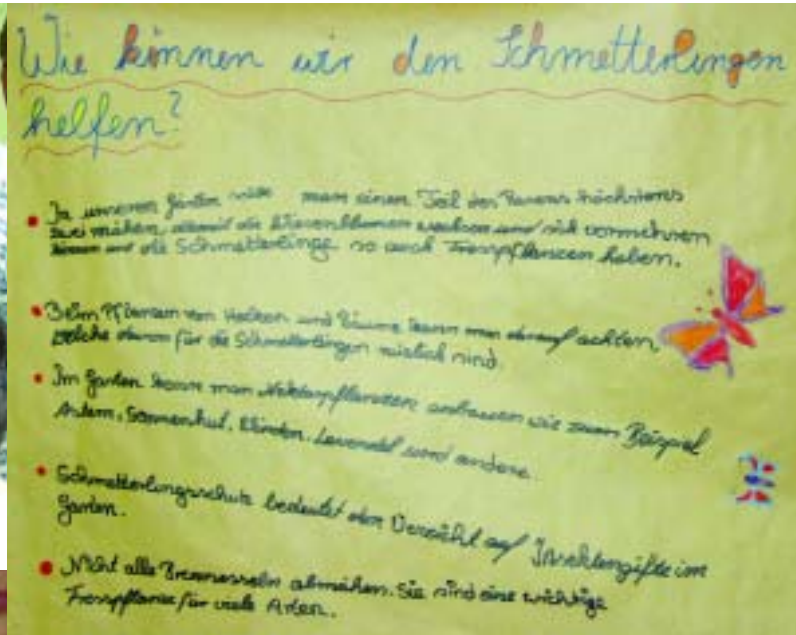 Wie können wir den Schmetterlingen
helfen?
In unseren Gärten man einen Teil des Rasens höchstens
zwei mähen, damit die Wiesenblumen wachsen und sich vermehren
können und die Schmetterlinge so auch Fresspflanzen haben.
Beim Pflanzen von Hecken und Bäume kann man darauf achten,
welche davon für die Schmetterlingen nützlich sind.
Im Garten kann man Nektarpflanzen anbauen wie zum Beispiel
Astern, Sonnenhut, Lavendel und andere.
Schmetterlingsschutz bedeutet den Verzicht auf Insektengifte im
Garten.
Nicht alle Brennesseln abmähen. Sie sind eine wichtige
Fresspflanze für viele Arten.